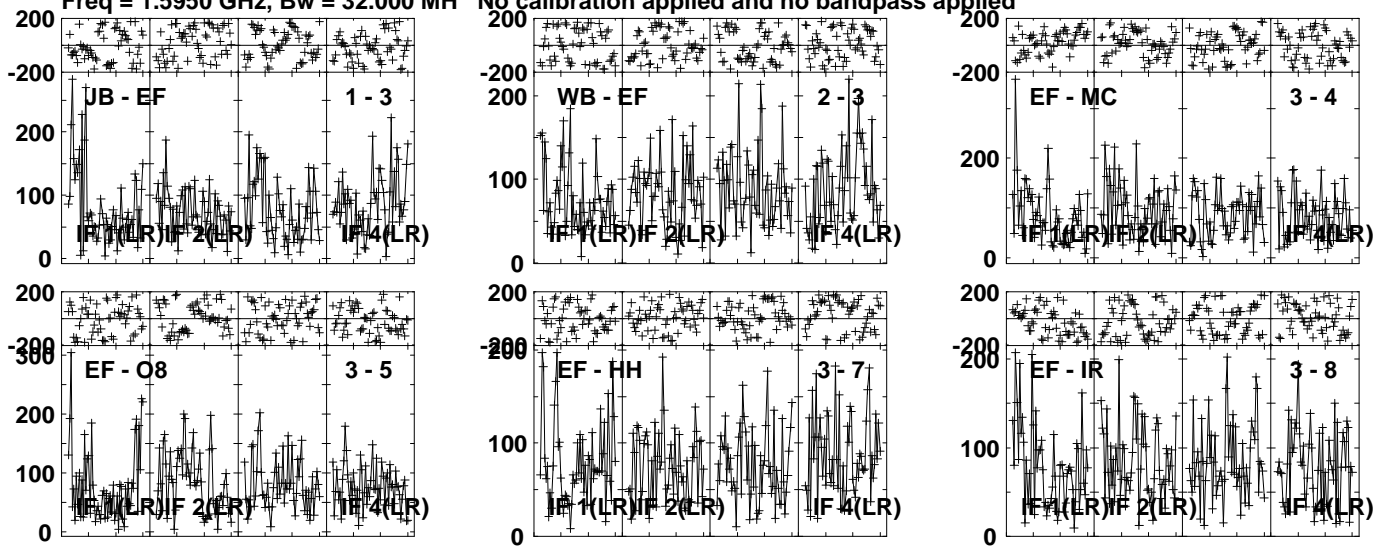 Freq = 1.5950 GHz, Bw = 32.000 MH No calibration applied and no bandpass applied
200
-200
JB - EF 1 - 3
200
100
0
IF 1(LR) IF 2(LR) IF 4(LR)
-200
WB - EF 2 - 3
200
100
0
IF 1(LR) IF 2(LR) IF 4(LR)
200
-200
EF - MC 3 - 4
200
0
IF 1(LR) IF 2(LR) IF 4(LR)
200
-200
300
EF - O8 3 - 5
200
100
0
IF 1(LR) IF 2(LR) IF 4(LR)
200
-200
200
EF - HH 3 - 7
100
0
IF 1(LR) IF 2(LR) IF 4(LR)
200
-200
200
EF - IR 3 - 8
100
0
IF 1(LR) IF 2(LR) IF 4(LR)